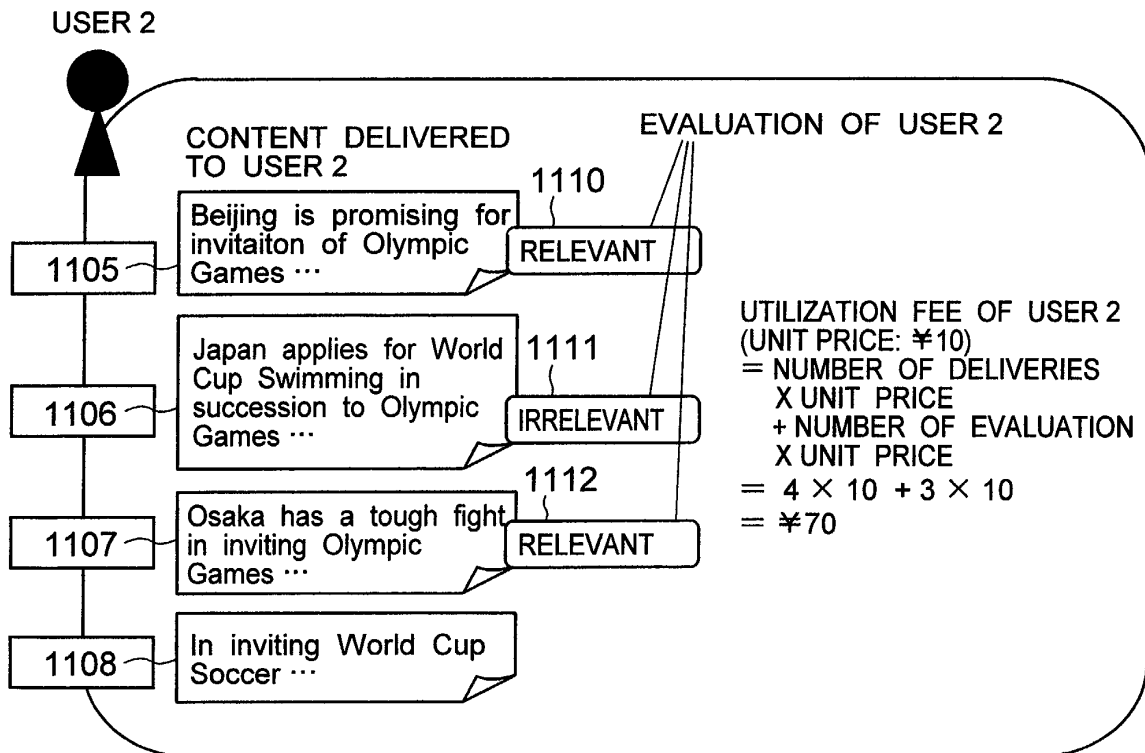 USER 2
CONTENT DELIVERED
TO USER 2
EVALUATION OF USER 2
1110
Beijing is promising for
invitaiton of Olympic
Games ···
RELEVANT
1105
1111
Japan applies for World
Cup Swimming in
succession to Olympic
Games ···
IRRELEVANT
1106
1112
Osaka has a tough fight
in inviting Olympic
Games ···
RELEVANT
1107
In inviting World Cup
Soccer ···
1108
UTILIZATION FEE OF USER 2
(UNIT PRICE: ¥10)
= NUMBER OF DELIVERIES
X UNIT PRICE
+ NUMBER OF EVALUATION
X UNIT PRICE
= 4 × 10 + 3 × 10
= ¥70